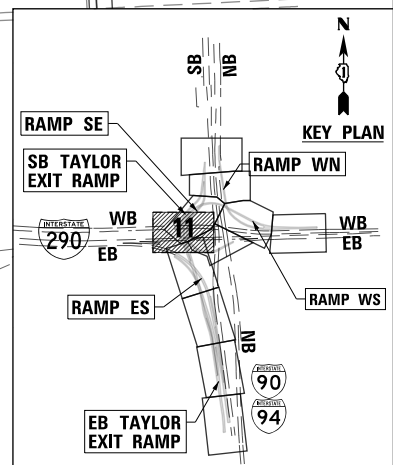 SB
NB
N
1
KEY PLAN
RAMP SE
SB TAYLOR
EXIT RAMP
RAMP WN
INTERSTATE
290
WB
EB
11
WB
EB
RAMP ES
RAMP WS
NB
INTERSTATE
90
INTERSTATE
94
EB TAYLOR
EXIT RAMP